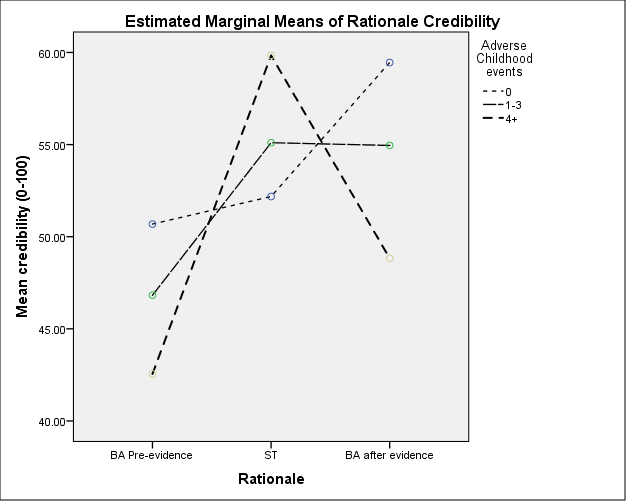 Estimated Marginal Means of Rationale Credibility
Adverse
Childhood
events
0
1-3
4+
Mean credibility (0-100)
60.00
55.00
50.00
45.00
40.00
BA Pre-evidence
ST
BA after evidence
Rationale